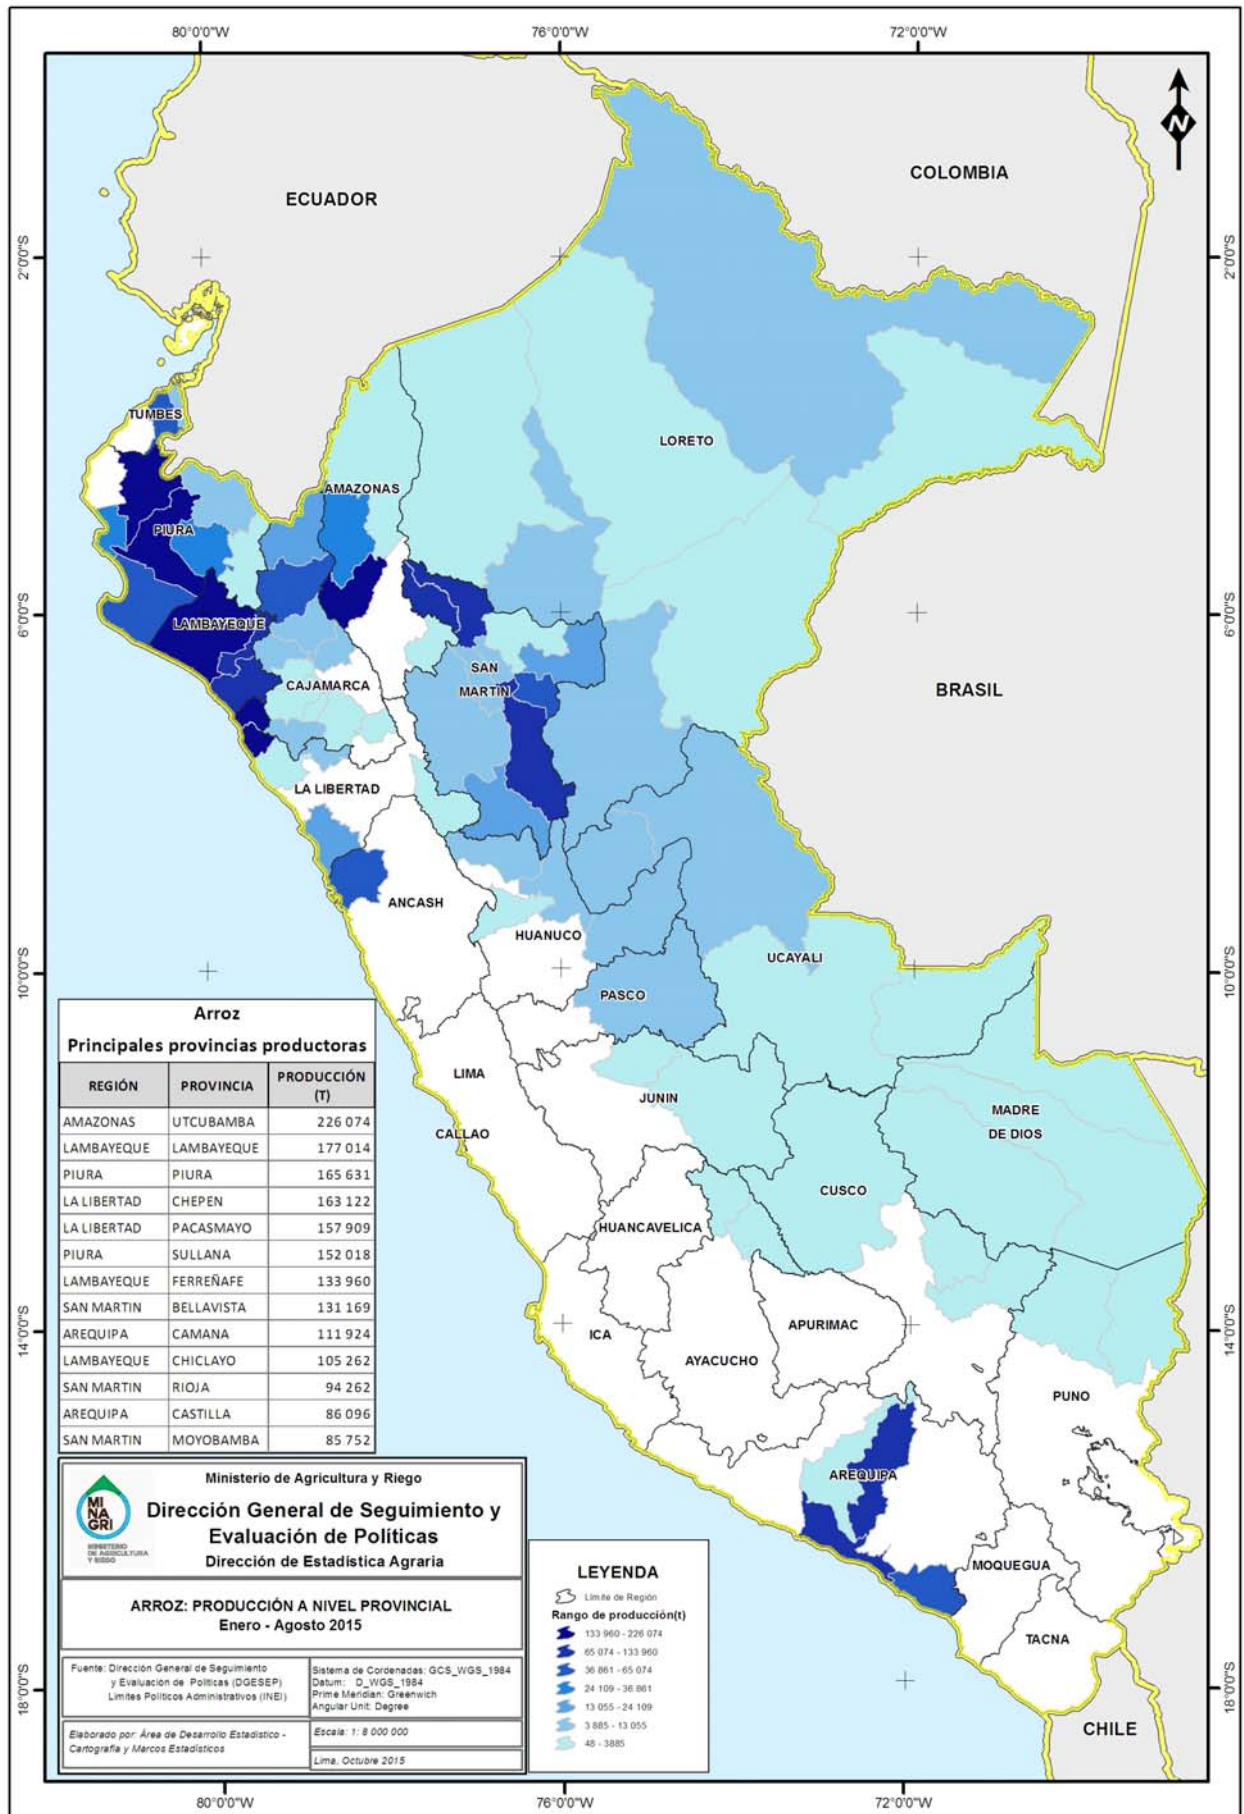 80°0'0"W 76°0'0"W 72°0'0"W
COLOMBIA
ECUADOR
2°0'0"S 2°0'0"S
TUMBES
LORETO
AMAZONAS
PIURA
6°0'0"S 6°0'0"S
LAMBAYEQUE
SAN
MARTIN
CAJAMARCA
BRASIL
LA LIBERTAD
ANCASH
HUANUCO
UCAYALI
10°0'0"S 10°0'0"S
PASCO
LIMA
JUNIN
MADRE
DE DIOS
CALLAO
CUSCO
HUANCAVELICA
14°0'0"S 14°0'0"S
ICA
APURIMAC
AYACUCHO
PUNO
AREQUIPA
MOQUEGUA
TACNA
18°0'0"S 18°0'0"S
CHILE
Arroz
Principales provincias productoras
REGIÓN PROVINCIA PRODUCCIÓN
(T)
AMAZONAS UTCUBAMBA 226 074
LAMBAYEQUE LAMBAYEQUE 177 014
PIURA PIURA 165 631
LA LIBERTAD CHEPEN 163 122
LA LIBERTAD PACASMAYO 157 909
PIURA SULLANA 152 018
LAMBAYEQUE FERREÑAFE 133 960
SAN MARTIN BELLAVISTA 131 169
AREQUIPA CAMANA 111 924
LAMBAYEQUE CHICLAYO 105 262
SAN MARTIN RIOJA 94 262
AREQUIPA CASTILLA 86 096
SAN MARTIN MOYOBAMBA 85 752
MI
NA
GRI
MINISTERIO
DE AGRICULTURA
Y RIEGO
Ministerio de Agricultura y Riego
Dirección General de Seguimiento y
Evaluación de Políticas
Dirección de Estadística Agraria
ARROZ: PRODUCCIÓN A NIVEL PROVINCIAL
Enero - Agosto 2015
Fuente: Dirección General de Seguimiento
y Evaluación de Políticas (DGESEP)
Limites Políticos Administrativos (INEI)
Sistema de Cordenadas: GCS_WGS_1984
Datum: D_WGS_1984
Prime Meridian: Greenwich
Angular Unit: Degree
Elaborado por: Área de Desarrollo Estadístico -
Cartografía y Marcos Estadísticos
Escala: 1: 8 000 000
Lima, Octubre 2015
LEYENDA
Límite de Región
Rango de producción(t)
133 960 - 226 074
65 074 - 133 960
36 861 - 65 074
24 109 - 36 861
13 055 - 24 109
3 885 - 13 055
48 - 3885
80°0'0"W 76°0'0"W 72°0'0"W
N